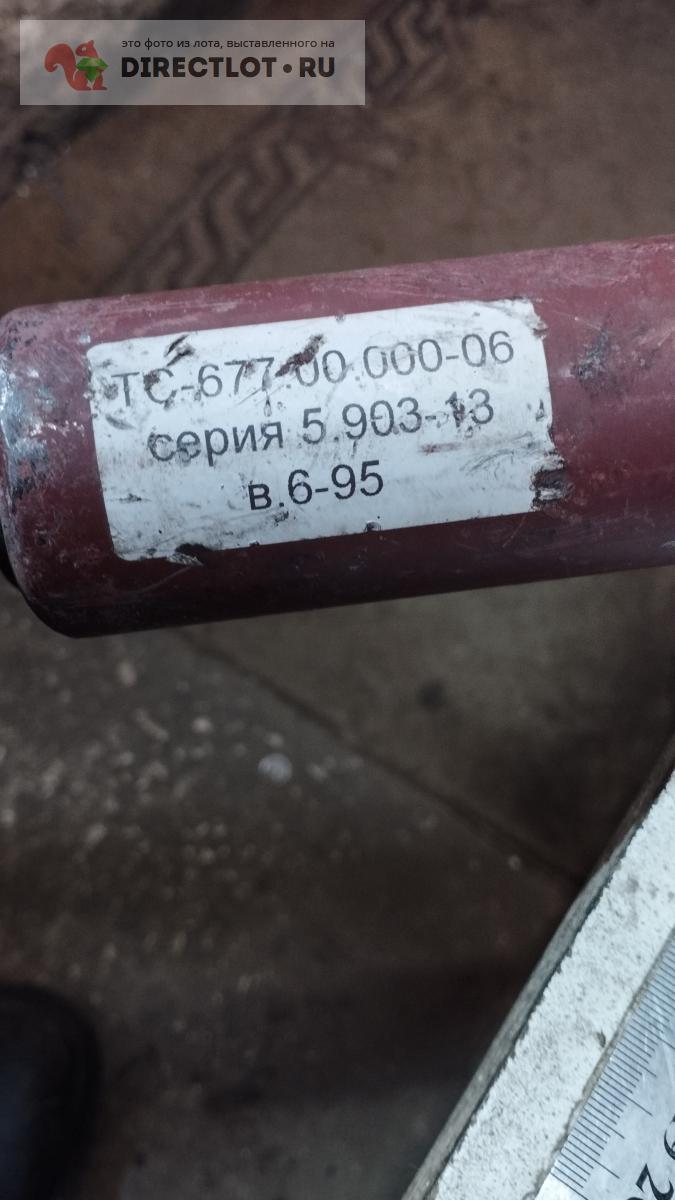 это фото из лота, выставленного на
DIRECTLOT.RU
ТС-677.00.000-06
серия 5.903-13
в.6-95